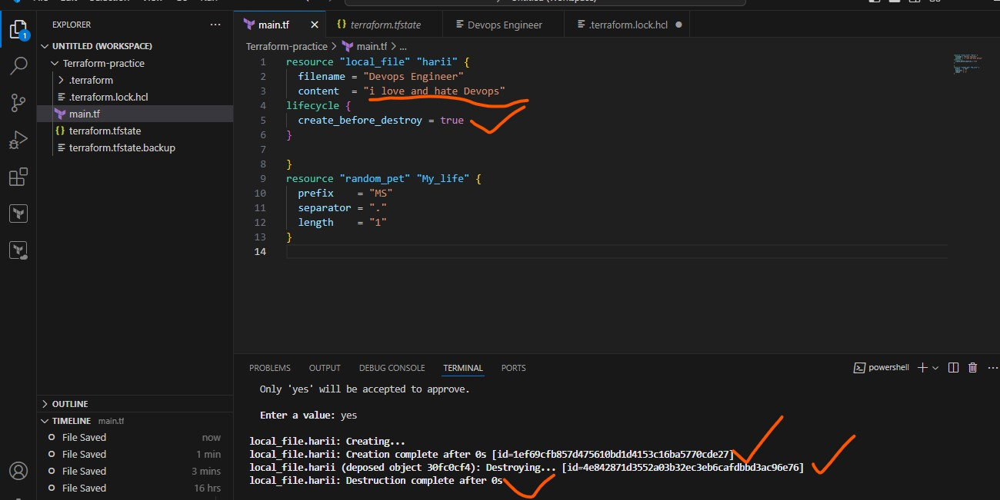 EXPLORER
UNTITLED (WORKSPACE)
Terraform-practice
.terraform
.terraform.lock.hcl
main.tf
terraform.tfstate
terraform.tfstate.backup
OUTLINE
TIMELINE main.tf
File Saved now
File Saved 1 min
File Saved 3 mins
File Saved 16 hrs
1
main.tf
terraform.tfstate
Devops Engineer
.terraform.lock.hcl
Terraform-practice > main.tf > ...
1 resource "local_file" "harii" {
2 filename = "Devops Engineer"
3 content = "i love and hate Devops"
4 lifecycle {
5 create_before_destroy = true
6 }
7
8 }
9 resource "random_pet" "My_life" {
10 prefix = "MS"
11 separator = "."
12 length = "1"
13 }
14
PROBLEMS OUTPUT DEBUG CONSOLE TERMINAL PORTS
powershell
Only 'yes' will be accepted to approve.
Enter a value: yes
local_file.harii: Creating...
local_file.harii: Creation complete after 0s [id=1ef69cfb857d475610bd1d4153c16ba5770cde27]
local_file.harii (deposed object 30fc0cf4): Destroying... [id=4e842871d3552a03b32ec3eb6cafdbbd3ac96e76]
local_file.harii: Destruction complete after 0s